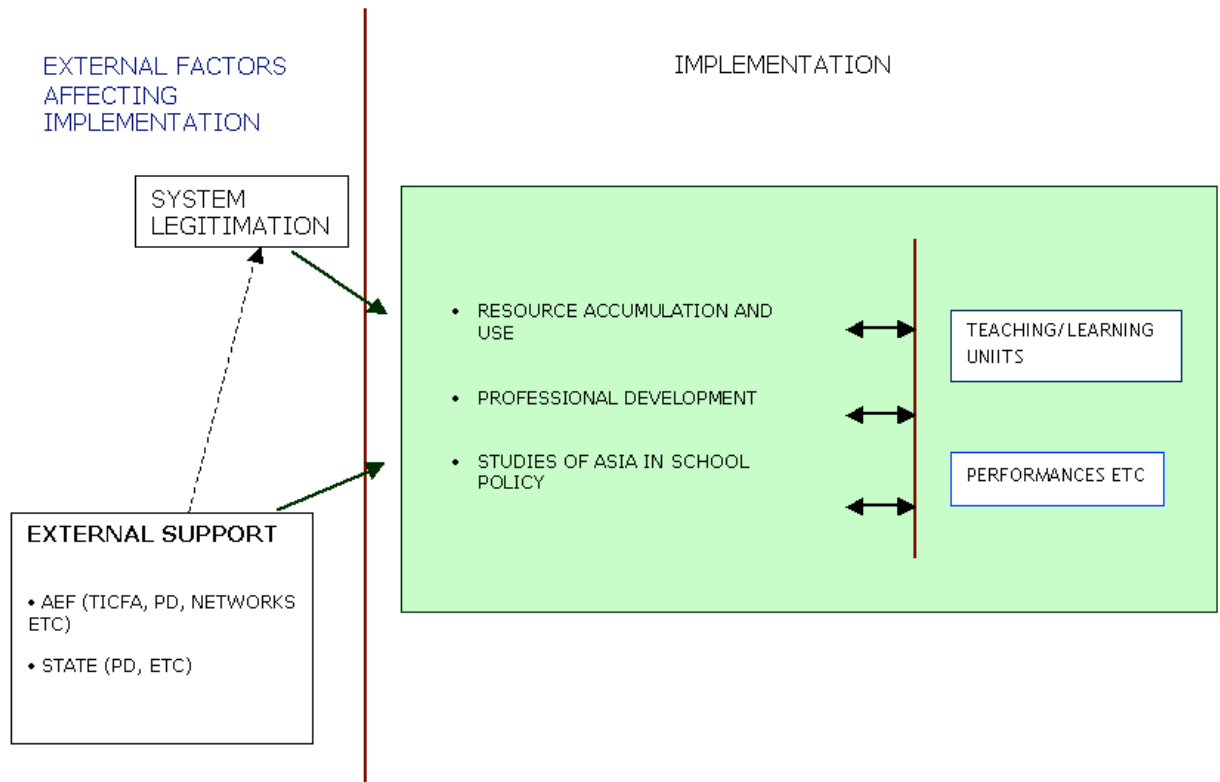 EXTERNAL FACTORS
AFFECTING
IMPLEMENTATION
IMPLEMENTATION
SYSTEM
LEGITIMATION
• RESOURCE ACCUMULATION AND
USE
• PROFESSIONAL DEVELOPMENT
• STUDIES OF ASIA IN SCHOOL
POLICY
TEACHING/LEARNING
UNIITS
PERFORMANCES ETC
EXTERNAL SUPPORT
• AEF (TICFA, PD, NETWORKS
ETC)
• STATE (PD, ETC)